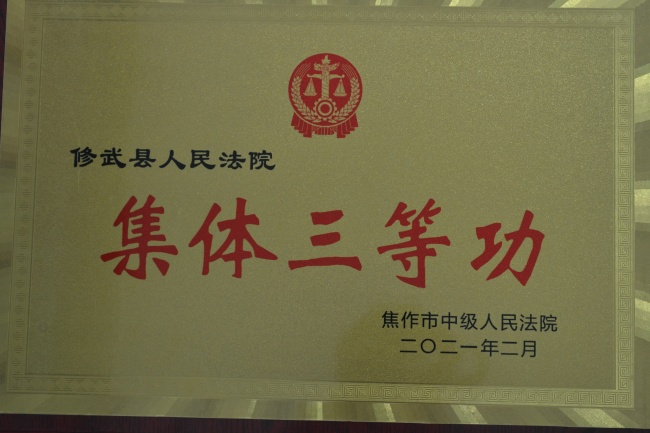 修武县人民法院
集体三等功
焦作市中级人民法院
二〇二一年二月